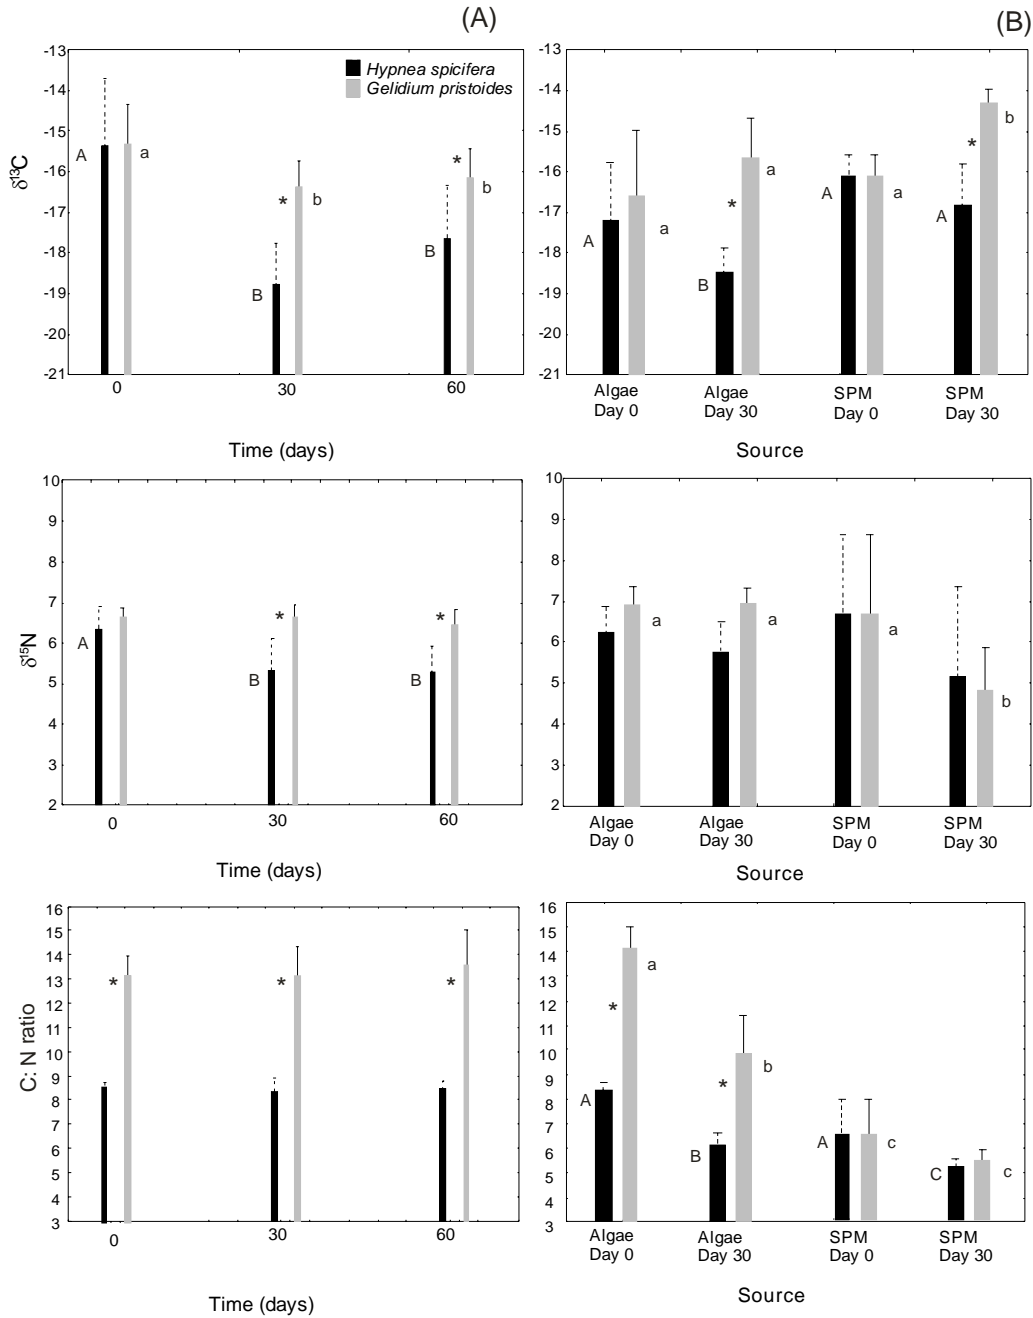 (A)
(B)
-13
-14
-15
-16
-17
-18
-19
-20
-21
δ13C
Hypnea spicifera
Gelidium pristoides
A
a
B
*
b
B
*
b
0
30
60
Time (days)
-13
-14
-15
-16
-17
-18
-19
-20
-21
A
a
B
*
a
A
a
A
*
b
Algae Day 0
Algae Day 30
SPM Day 0
SPM Day 30
Source
10
9
8
7
6
5
4
3
2
δ15N
A
B
*
B
*
0
30
60
Time (days)
10
9
8
7
6
5
4
3
2
a
a
a
b
Algae Day 0
Algae Day 30
SPM Day 0
SPM Day 30
Source
16
15
14
13
12
11
10
9
8
7
6
5
4
3
C: N ratio
*
*
*
0
30
60
Time (days)
16
15
14
13
12
11
10
9
8
7
6
5
4
3
A
*
a
B
*
b
A
c
C
c
Algae Day 0
Algae Day 30
SPM Day 0
SPM Day 30
Source